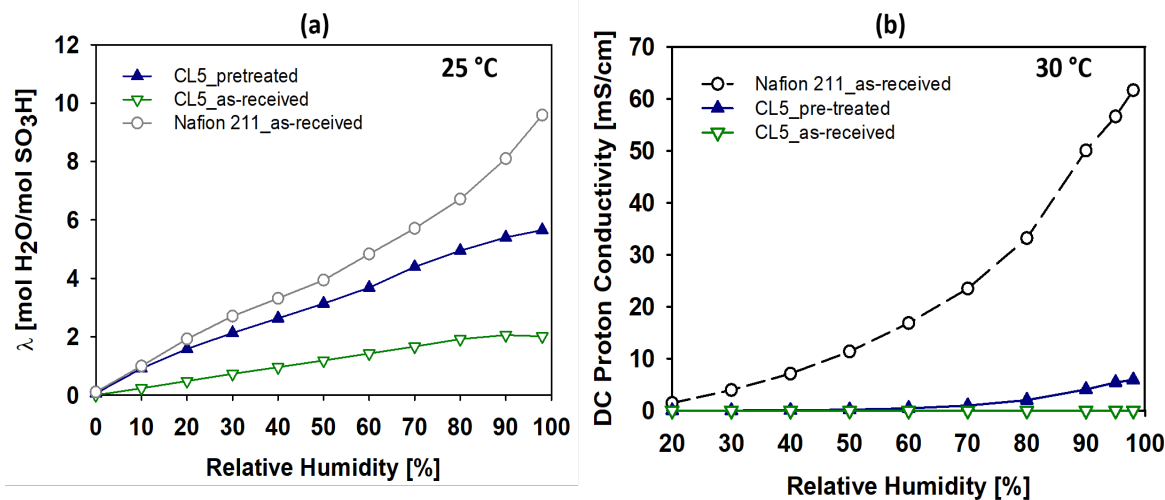 (a)
25 °C
CL5_pretreated
CL5_as-received
Nafion 211_as-received
λ [mol H₂O/mol SO₃H]
12
10
8
6
4
2
0
0 10 20 30 40 50 60 70 80 90 100
Relative Humidity [%]
(b)
30 °C
Nafion 211_as-received
CL5_pre-treated
CL5_as-received
DC Proton Conductivity [mS/cm]
70
60
50
40
30
20
10
0
20 30 40 50 60 70 80 90 100
Relative Humidity [%]